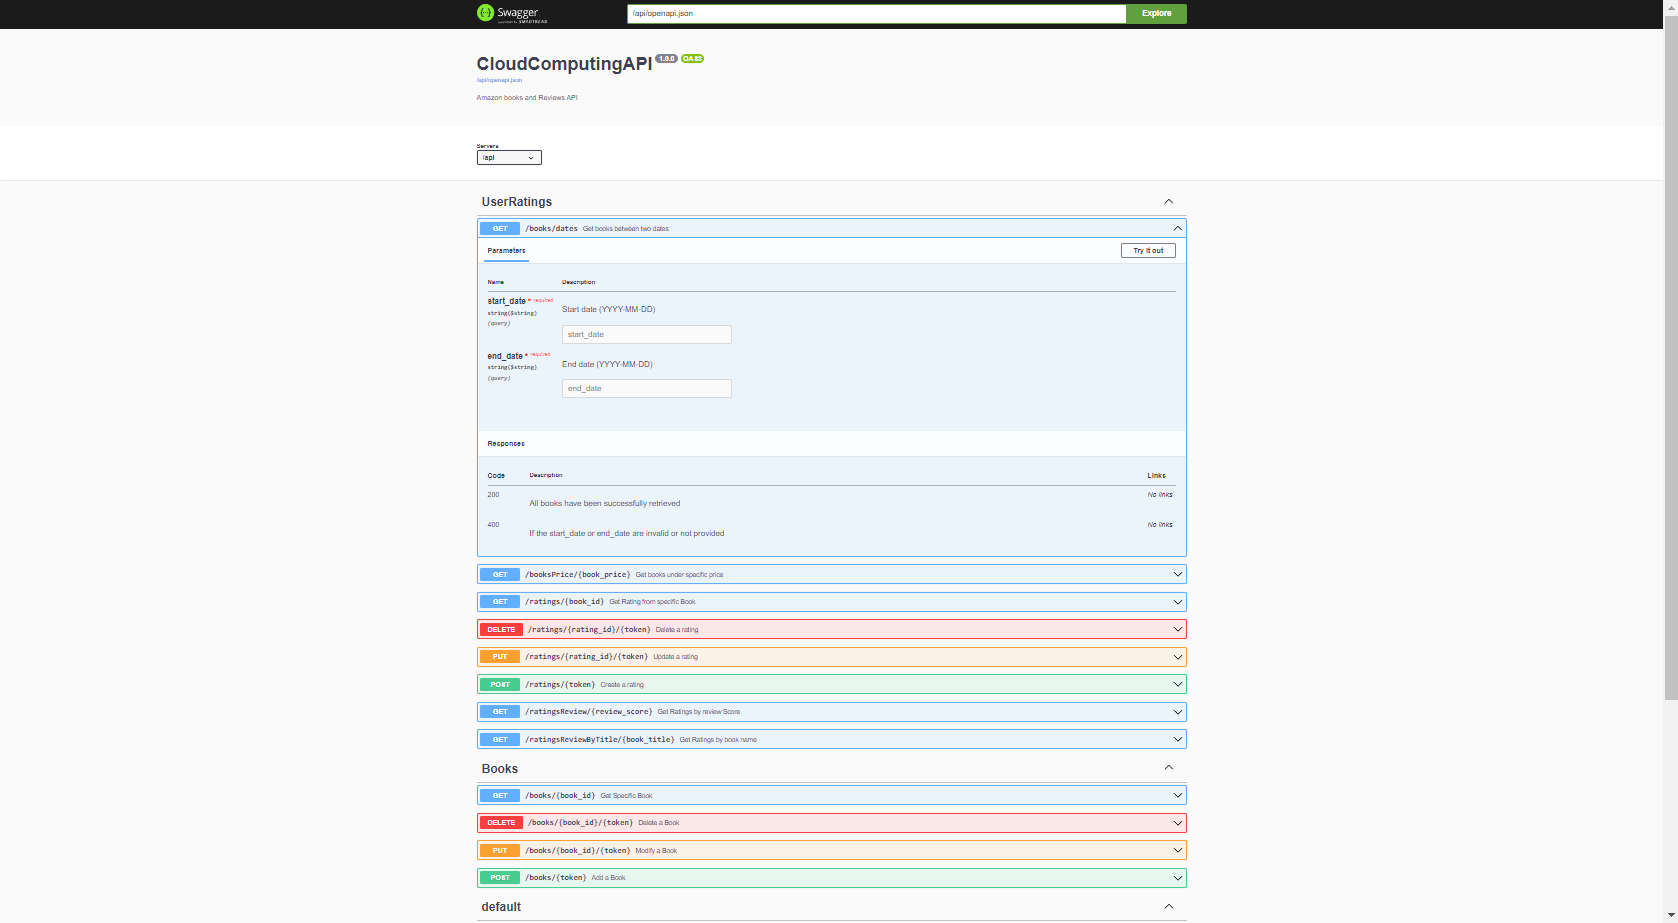 Swagger
/api/openapi.json
Explore
CloudComputingAPI 1.0.0 OAS3
/api/openapi.json
Amazon books and Reviews API
Servers
/api
UserRatings
GET /books/dates Get books between two dates
Parameters
Try it out
Name Description
start_date * required
string($string)
(query)
Start date (YYYY-MM-DD)
start_date
end_date * required
string($string)
(query)
End date (YYYY-MM-DD)
end_date
Responses
Code Description Links
200 No links
All books have been successfully retrieved
400 No links
If the start_date or end_date are invalid or not provided
GET /booksPrice/{book_price} Get books under specific price
GET /ratings/{book_id} Get Rating from specific Book
DELETE /ratings/{rating_id}/{token} Delete a rating
PUT /ratings/{rating_id}/{token} Update a rating
POST /ratings/{token} Create a rating
GET /ratingsReview/{review_score} Get Ratings by review Score
GET /ratingsReviewByTitle/{book_title} Get Ratings by book name
Books
GET /books/{book_id} Get Specific Book
DELETE /books/{book_id}/{token} Delete a Book
PUT /books/{book_id}/{token} Modify a Book
POST /books/{token} Add a Book
default